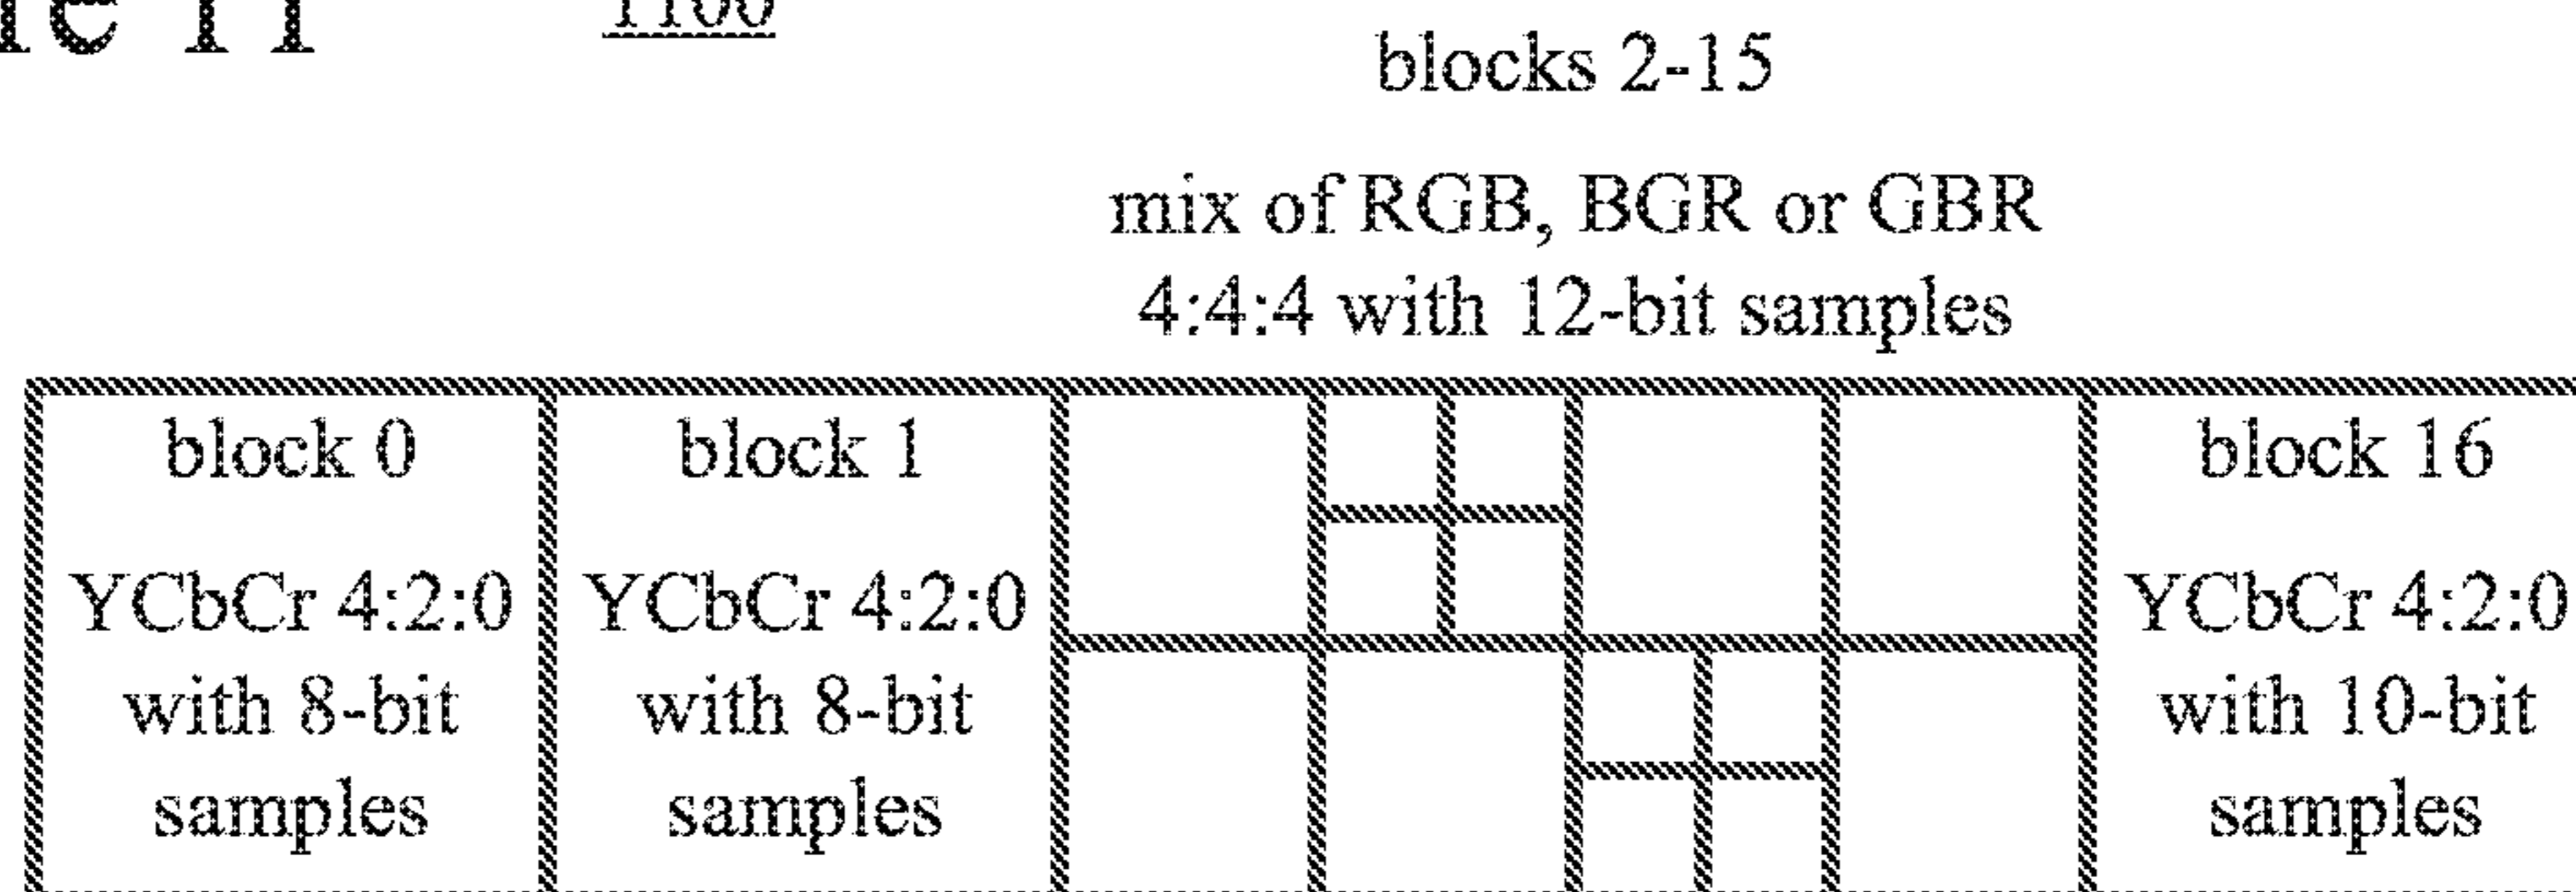 1100
blocks 2-15
mix of RGB, BGR or GBR
4:4:4 with 12-bit samples
block 0
YCbCr 4:2:0
with 8-bit
samples
block 1
YCbCr 4:2:0
with 8-bit
samples
block 16
YCbCr 4:2:0
with 10-bit
samples